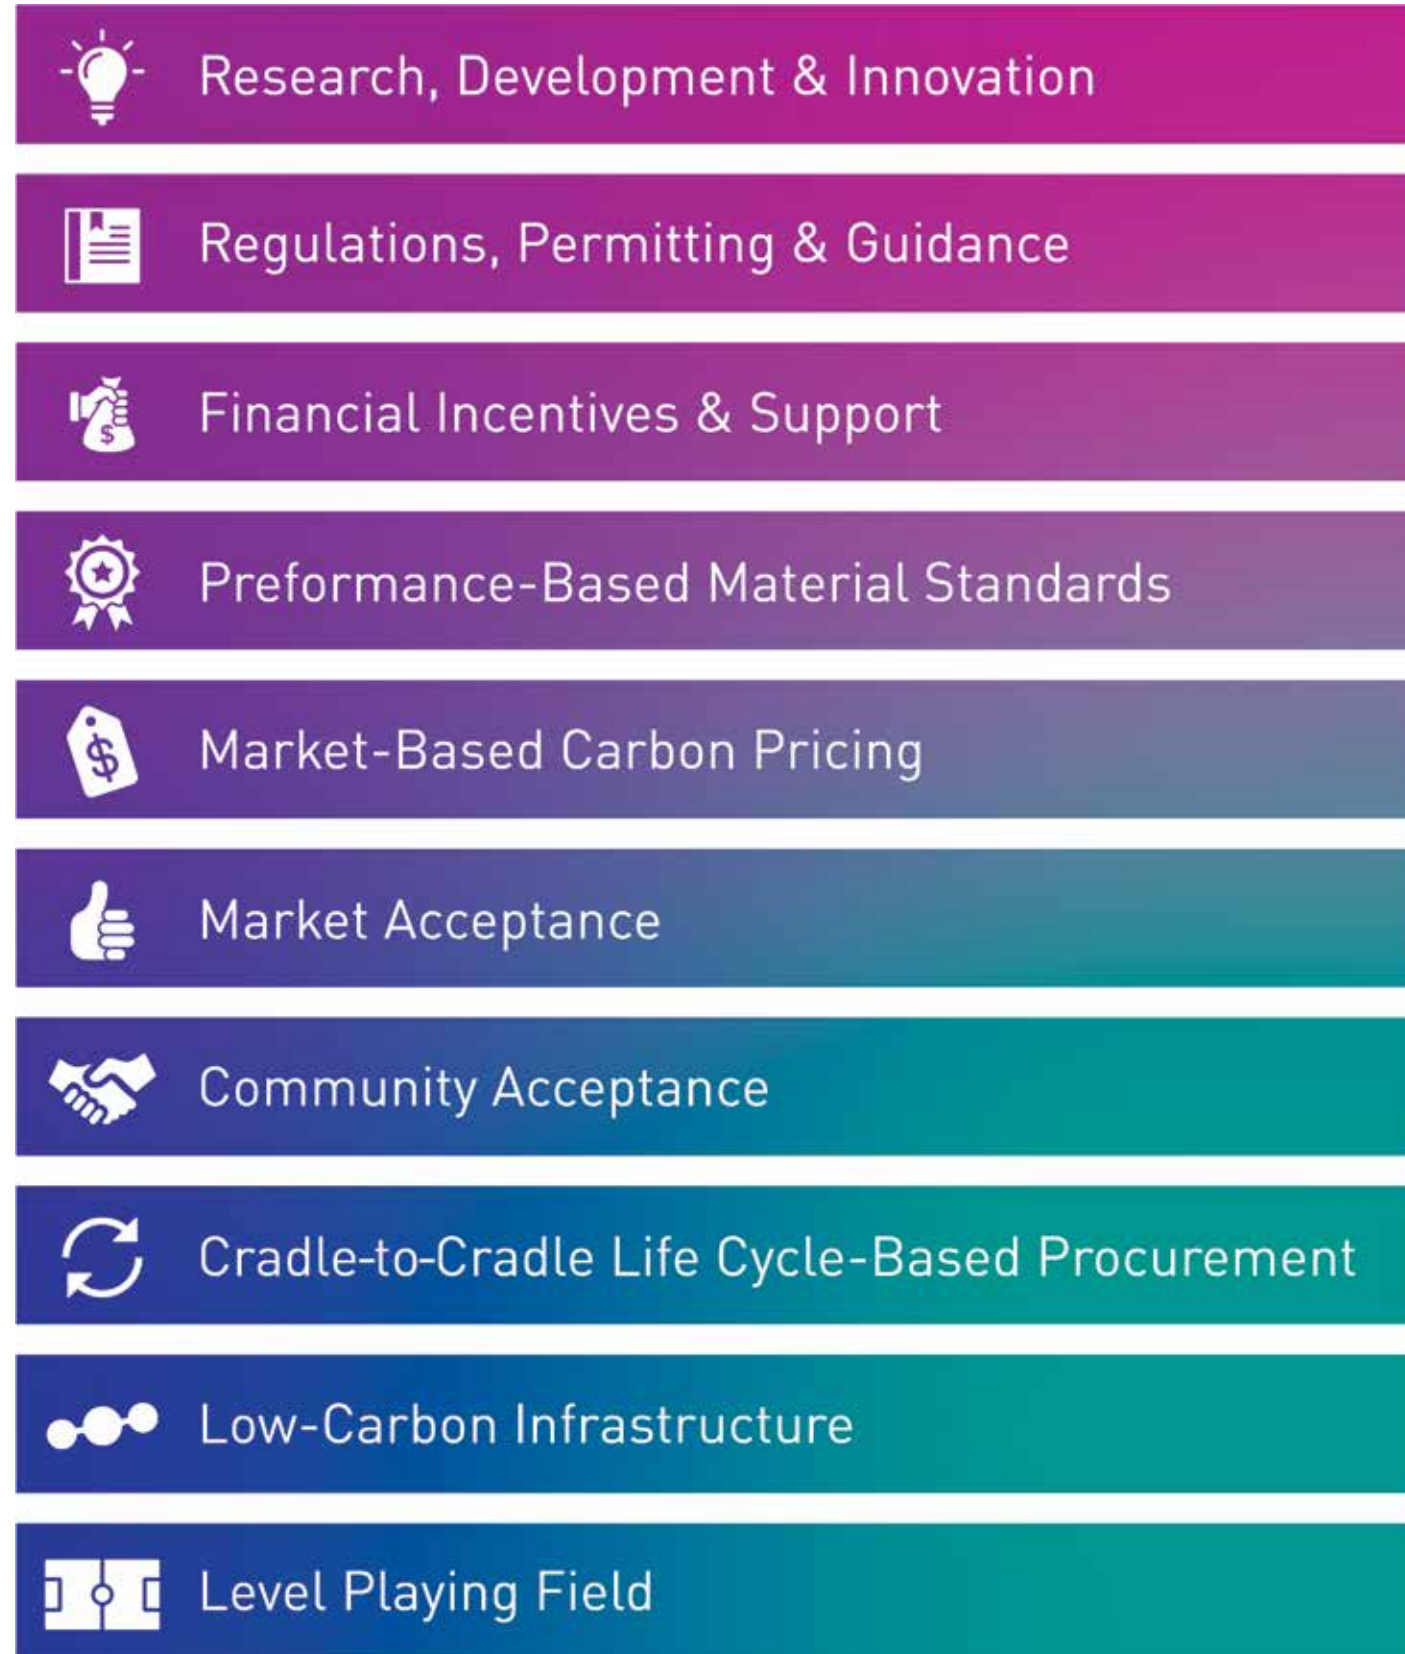 Research, Development & Innovation
Regulations, Permitting & Guidance
Financial Incentives & Support
Preformance-Based Material Standards
Market-Based Carbon Pricing
Market Acceptance
Community Acceptance
Cradle-to-Cradle Life Cycle-Based Procurement
Low-Carbon Infrastructure
Level Playing Field